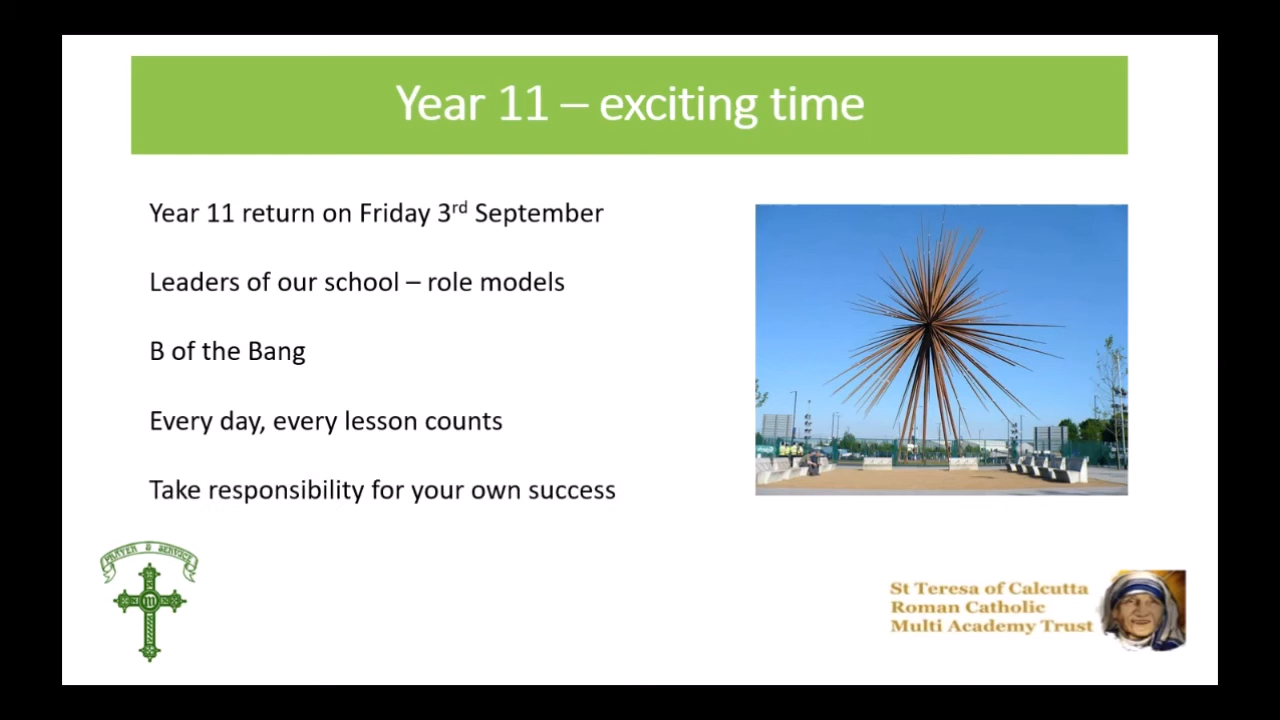 Year 11 – exciting time
Year 11 return on Friday 3rd September
Leaders of our school – role models
B of the Bang
Every day, every lesson counts
Take responsibility for your own success
PRAYER & SERVICE
St Teresa of Calcutta
Roman Catholic
Multi Academy Trust